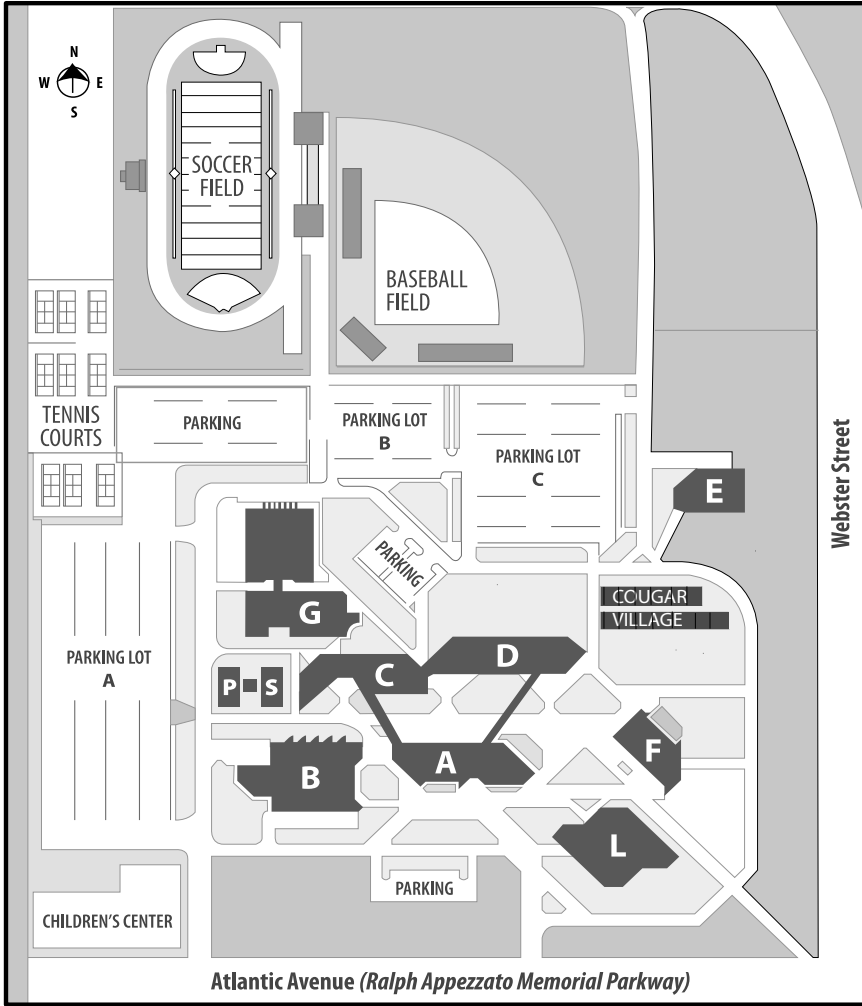 N
W E
S
SOCCER
FIELD
BASEBALL
FIELD
TENNIS
COURTS
PARKING
PARKING LOT
B
PARKING LOT
C
E
Webster Street
PARKING
COUGAR
VILLAGE
G
D
PARKING LOT
A
C
P S
F
A
B
L
PARKING
CHILDREN'S CENTER
Atlantic Avenue (Ralph Appezzato Memorial Parkway)